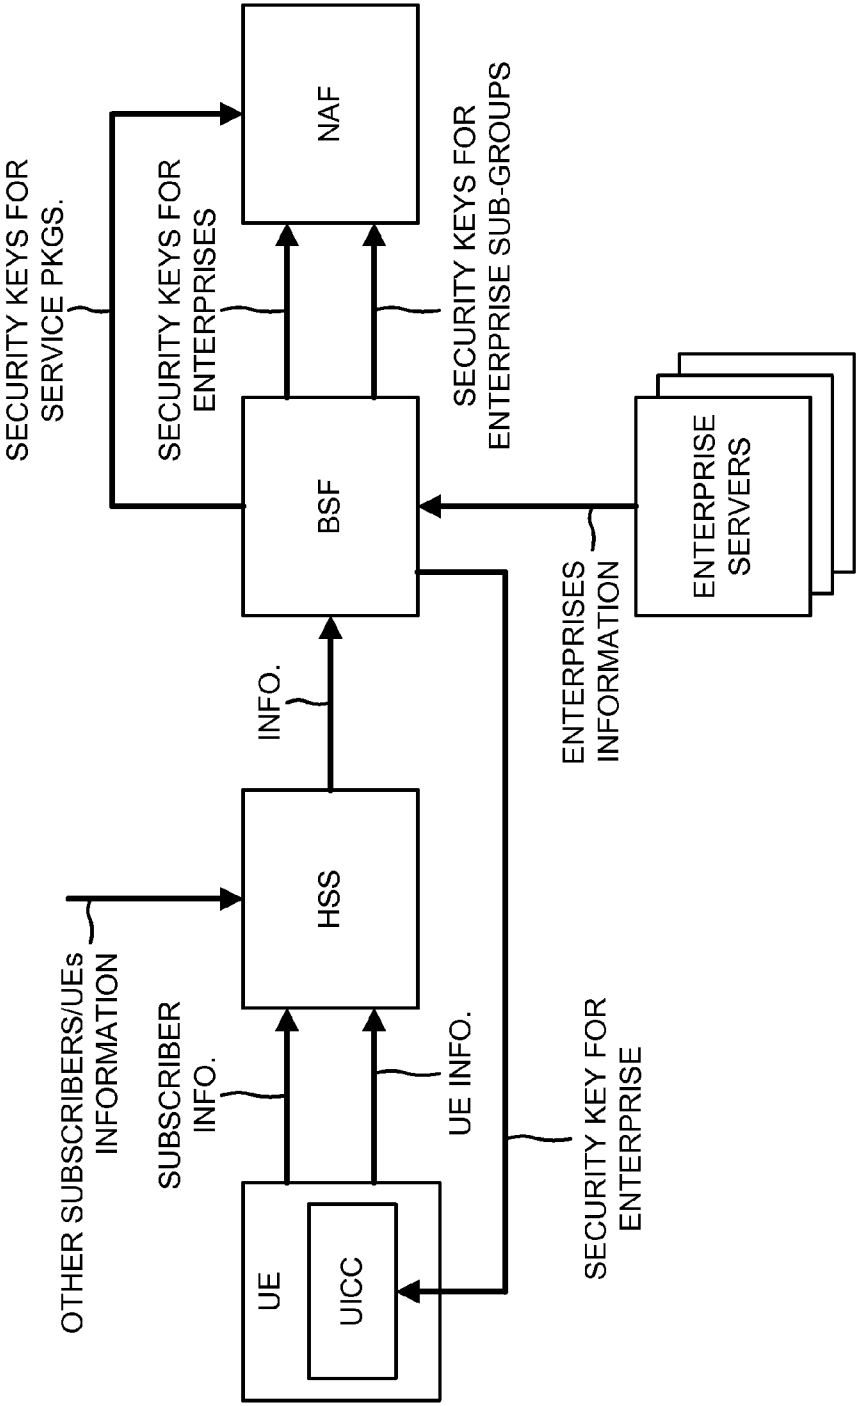 OTHER SUBSCRIBERS/UEs
INFORMATION
SECURITY KEYS FOR
SERVICE PKGS.
SUBSCRIBER
INFO.
INFO.
SECURITY KEYS FOR
ENTERPRISES
UE
UICC
HSS
BSF
NAF
UE INFO.
SECURITY KEYS FOR
ENTERPRISE SUB-GROUPS
SECURITY KEY FOR
ENTERPRISE
ENTERPRISES
INFORMATION
ENTERPRISE
SERVERS